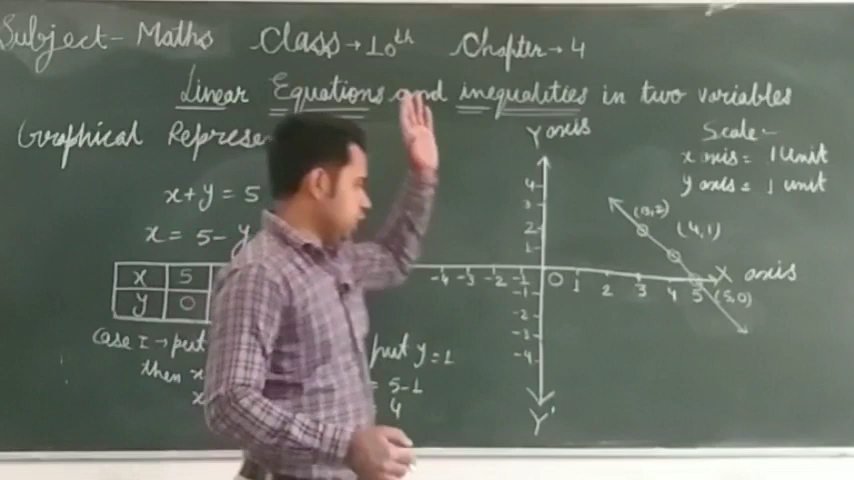 Subject- Maths Class→10th Chapter→4
Linear Equations and inequalities in two variables
Graphical
x+y=5
x = 5-y
x 5
y 0
Case I→put
then x
x
put y=1
= 5-1
4
Y axis
4
3
2
1
-4 -3 -2 -1 O 1 2 3 4 5 X axis
-1
-2
-3
-4
Y'
(3,2)
(4,1)
(5,0)
Scale:-
x axis = 1 Unit
y axis = 1 unit